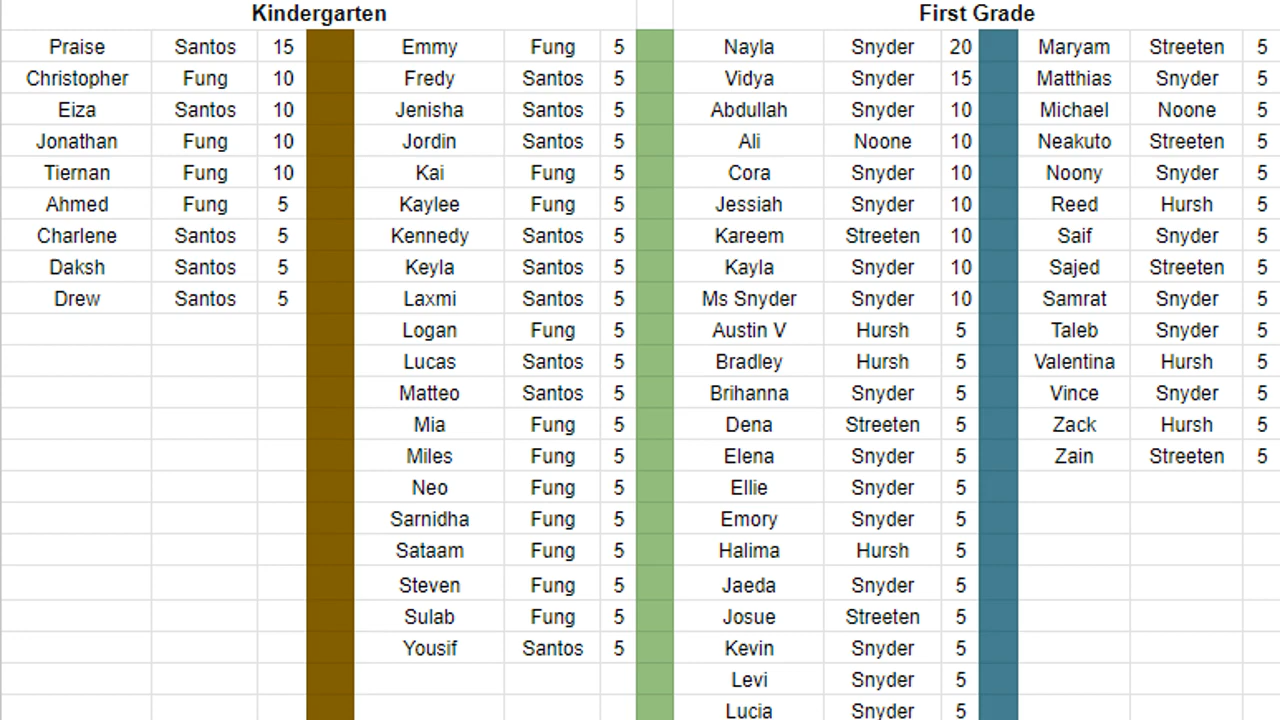 Kindergarten First Grade
Praise Santos 15 Emmy Fung 5 Nayla Snyder 20 Maryam Streeten 5
Christopher Fung 10 Fredy Santos 5 Vidya Snyder 15 Matthias Snyder 5
Eiza Santos 10 Jenisha Santos 5 Abdullah Snyder 10 Michael Noone 5
Jonathan Fung 10 Jordin Santos 5 Ali Noone 10 Neakuto Streeten 5
Tiernan Fung 10 Kai Fung 5 Cora Snyder 10 Noony Snyder 5
Ahmed Fung 5 Kaylee Fung 5 Jessiah Snyder 10 Reed Hursh 5
Charlene Santos 5 Kennedy Santos 5 Kareem Streeten 10 Saif Snyder 5
Daksh Santos 5 Keyla Santos 5 Kayla Snyder 10 Sajed Streeten 5
Drew Santos 5 Laxmi Santos 5 Ms Snyder Snyder 10 Samrat Snyder 5
Logan Fung 5 Austin V Hursh 5 Taleb Snyder 5
Lucas Santos 5 Bradley Hursh 5 Valentina Hursh 5
Matteo Santos 5 Brihanna Snyder 5 Vince Snyder 5
Mia Fung 5 Dena Streeten 5 Zack Hursh 5
Miles Fung 5 Elena Snyder 5 Zain Streeten 5
Neo Fung 5 Ellie Snyder 5
Sarnidha Fung 5 Emory Snyder 5
Sataam Fung 5 Halima Hursh 5
Steven Fung 5 Jaeda Snyder 5
Sulab Fung 5 Josue Streeten 5
Yousif Santos 5 Kevin Snyder 5
Levi Snyder 5
Lucia Snyder 5